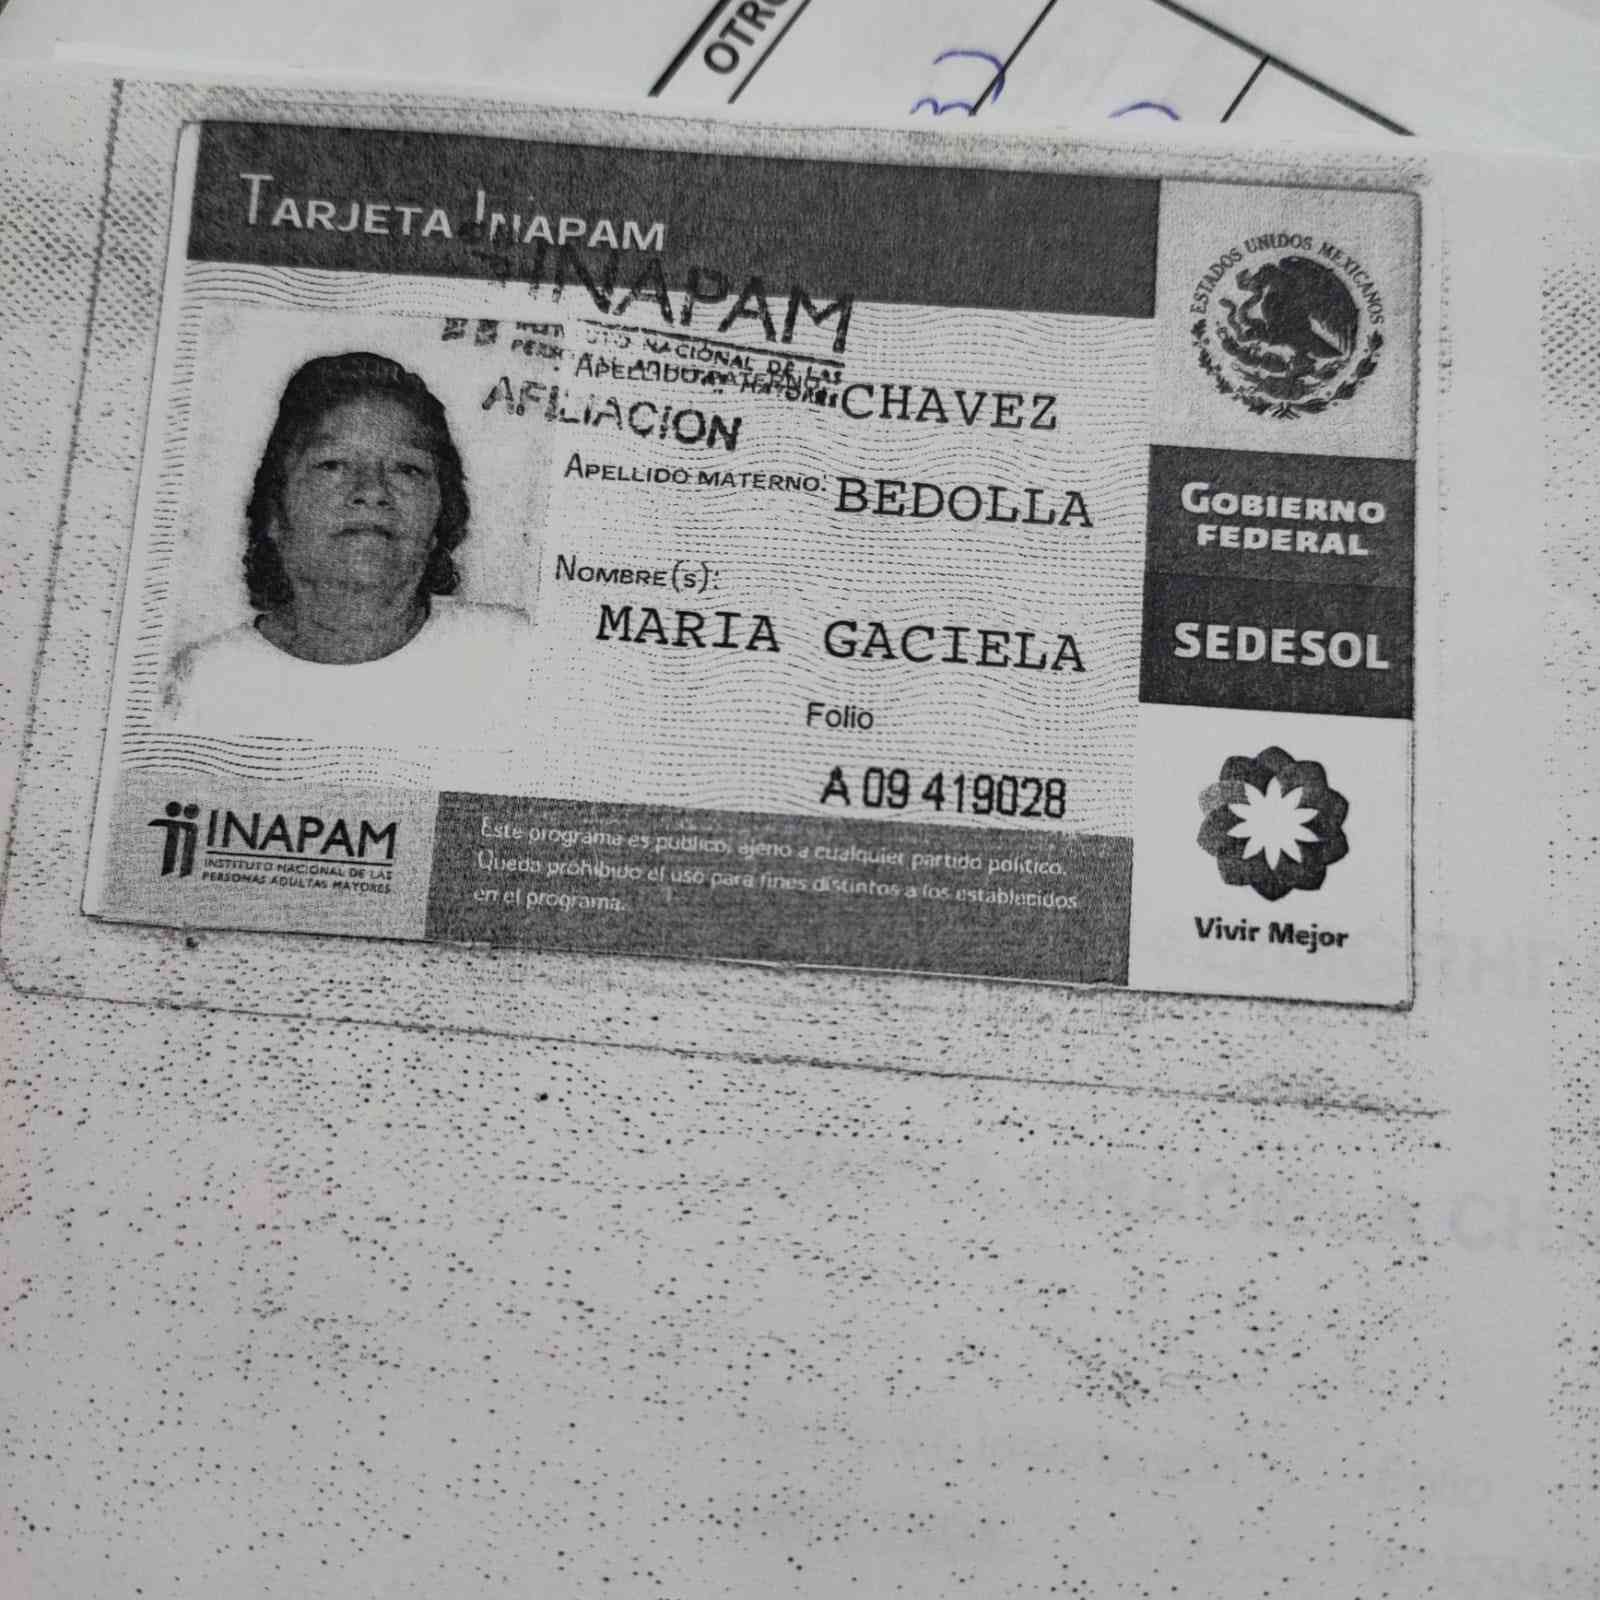 OTRO
TARJETA INAPAM
ESTADOS UNIDOS MEXICANOS
INAPAM
NACIONAL DE LAS
AFILIACION
APELLIDO PATERNO: CHAVEZ
APELLIDO MATERNO: BEDOLLA
NOMBRE(S):
MARIA GACIELA
Folio
A 09 419028
GOBIERNO
FEDERAL
SEDESOL
Vivir Mejor
INAPAM
INSTITUTO NACIONAL DE LAS
PERSONAS ADULTAS MAYORES
Este programa es público, ajeno a cualquier partido político.
Queda prohibido el uso para fines distintos a los establecidos
en el programa.